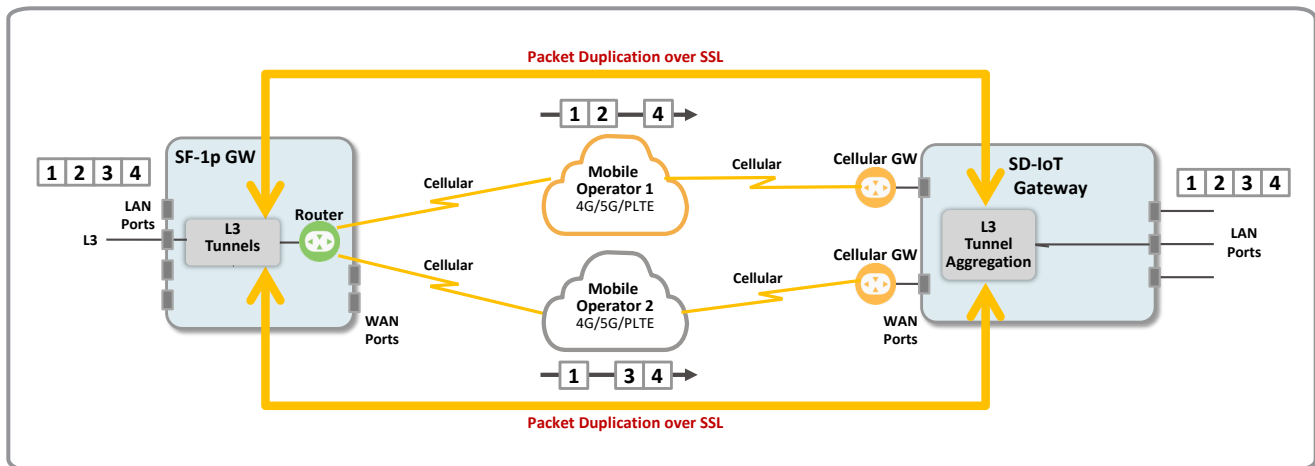 Packet Duplication over SSL
1 2 4
SF-1p GW
1 2 3 4
LAN
Ports
L3
L3
Tunnels
Router
Cellular
Cellular
Mobile
Operator 1
4G/5G/PLTE
Cellular
Cellular GW
SD-IoT
Gateway
1 2 3 4
L3
Tunnel
Aggregation
LAN
Ports
Mobile
Operator 2
4G/5G/PLTE
Cellular
Cellular GW
WAN
Ports
WAN
Ports
1 3 4
Packet Duplication over SSL